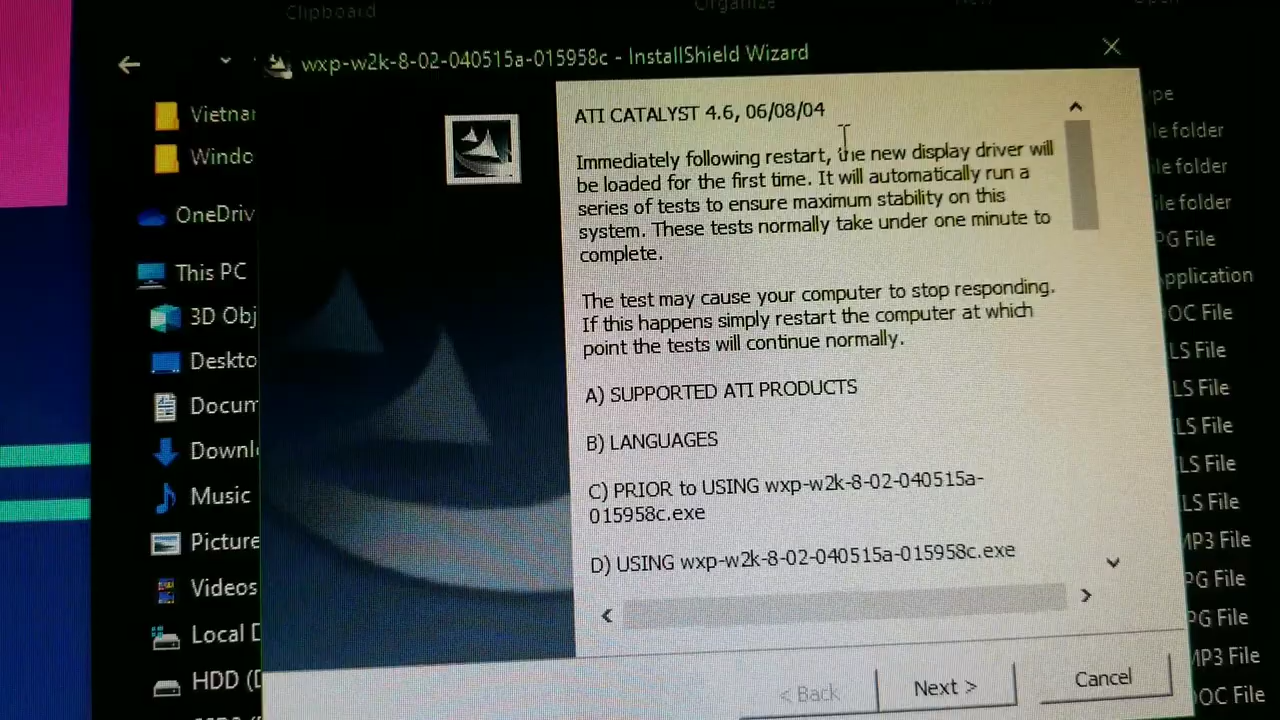 Clipboard
Organize
wxp-w2k-8-02-040515a-015958c - InstallShield Wizard
Windo
OneDriv
This PC
3D Obj
Deskto
Docum
Downl
Music
Picture
Videos
Local D
HDD (D
ATI CATALYST 4.6, 06/08/04
Immediately following restart, the new display driver will
be loaded for the first time. It will automatically run a
series of tests to ensure maximum stability on this
system. These tests normally take under one minute to
complete.
The test may cause your computer to stop responding.
If this happens simply restart the computer at which
point the tests will continue normally.
A) SUPPORTED ATI PRODUCTS
B) LANGUAGES
C) PRIOR to USING wxp-w2k-8-02-040515a-
015958c.exe
D) USING wxp-w2k-8-02-040515a-015958c.exe
< Back
Next >
Cancel
ype
ile folder
ile folder
ile folder
PG File
pplication
OC File
LS File
LS File
LS File
LS File
LS File
MP3 File
PG File
PG File
MP3 File
OC File